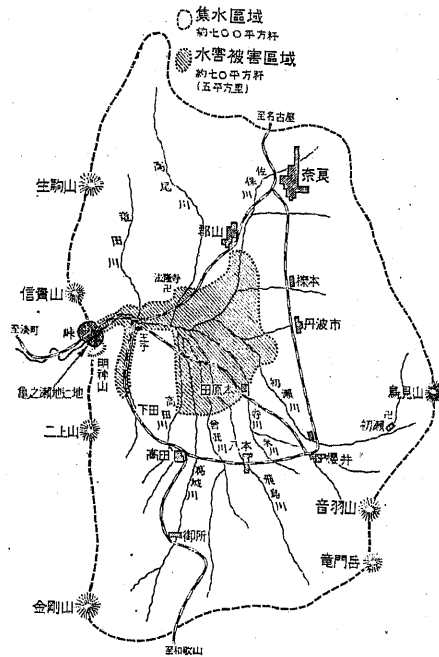 集水區域
約七〇〇平方粁
水害被害區域
約七〇平方粁
(五平方里)
至名古屋
奈良
佐保川
高尾川
生駒山
竜田川
郡山
法隆寺
櫟本
信貴山
丹波市
至湊町
峠
王寺
明神山
亀之瀬地辷地
田原本
初瀬川
鳥見山
下田
高田川
曽我川
寺川
初瀬
二上山
八木
櫻井
高田
葛城川
飛鳥川
音羽山
御所
竜門岳
金剛山
至和歌山